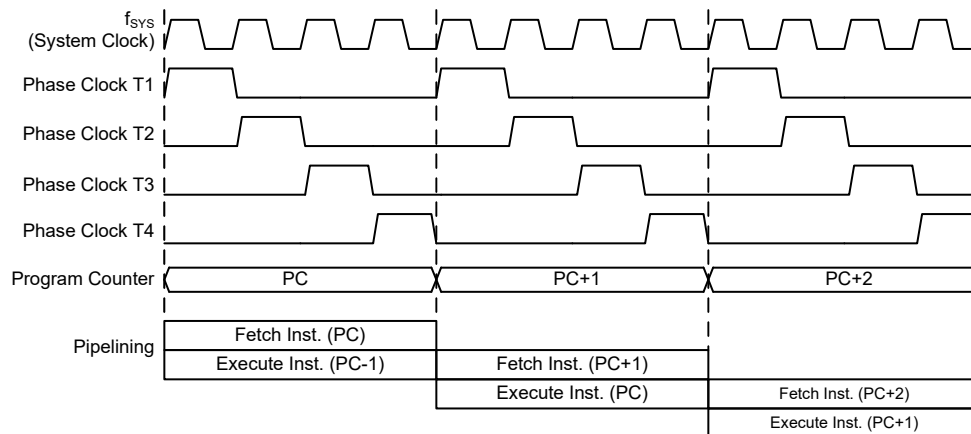 fSYS
(System Clock)
Phase Clock T1
Phase Clock T2
Phase Clock T3
Phase Clock T4
Program Counter
PC
PC+1
PC+2
Pipelining
Fetch Inst. (PC)
Execute Inst. (PC-1)
Fetch Inst. (PC+1)
Execute Inst. (PC)
Fetch Inst. (PC+2)
Execute Inst. (PC+1)